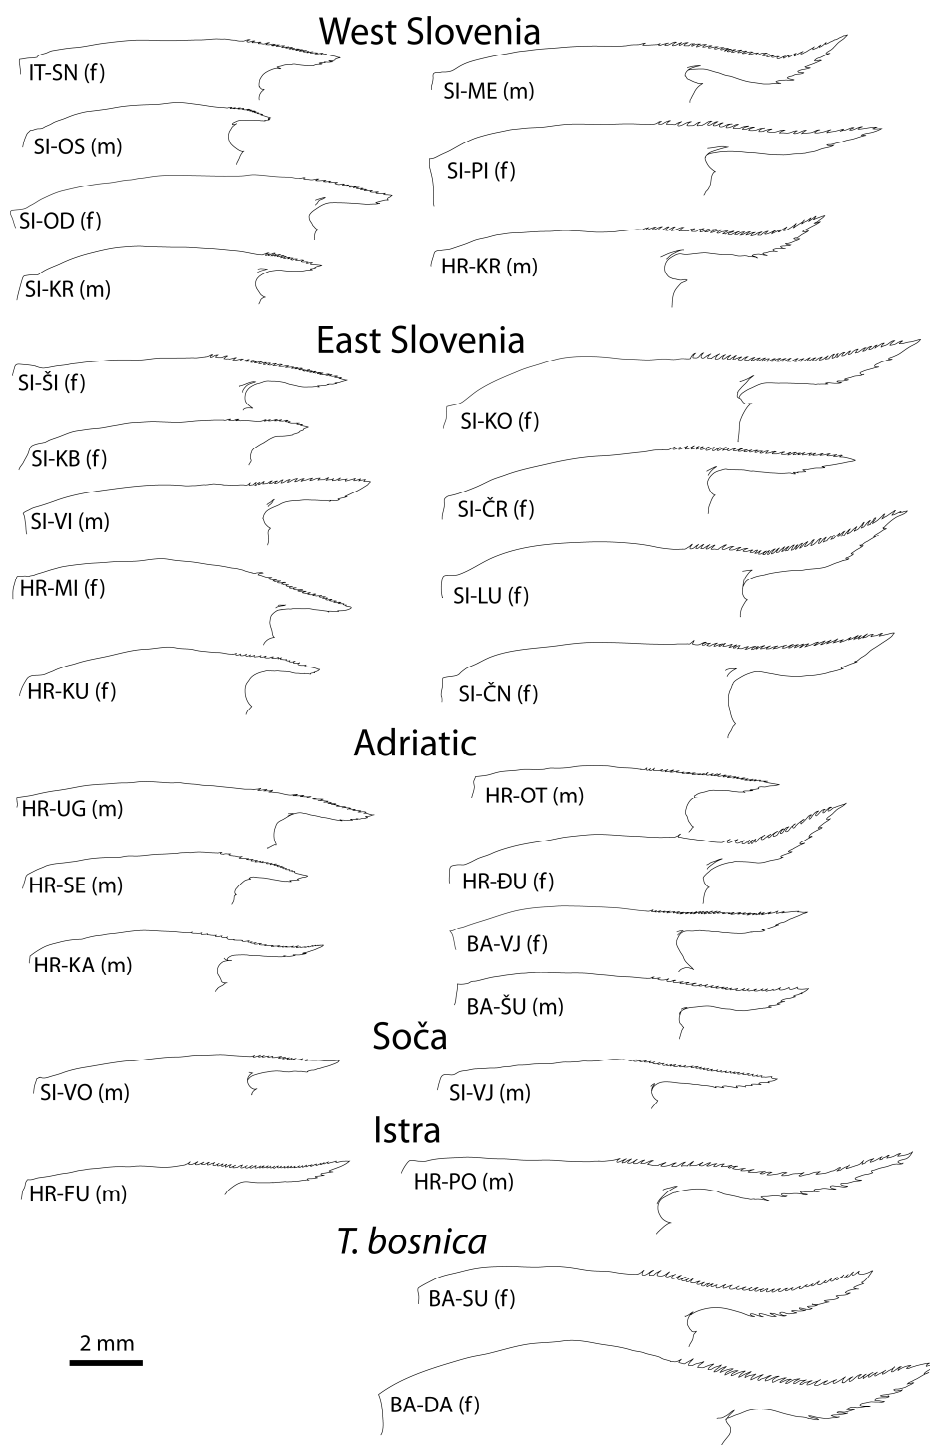 West Slovenia
IT-SN (f)
SI-ME (m)
SI-OS (m)
SI-PI (f)
SI-OD (f)
HR-KR (m)
SI-KR (m)
East Slovenia
SI-ŠI (f)
SI-KO (f)
SI-KB (f)
SI-ČR (f)
SI-VI (m)
HR-MI (f)
SI-LU (f)
HR-KU (f)
SI-ČN (f)
Adriatic
HR-UG (m)
HR-OT (m)
HR-SE (m)
HR-ĐU (f)
HR-KA (m)
BA-VJ (f)
BA-ŠU (m)
Soča
SI-VO (m)
SI-VJ (m)
Istra
HR-FU (m)
HR-PO (m)
T. bosnica
BA-SU (f)
2 mm
BA-DA (f)